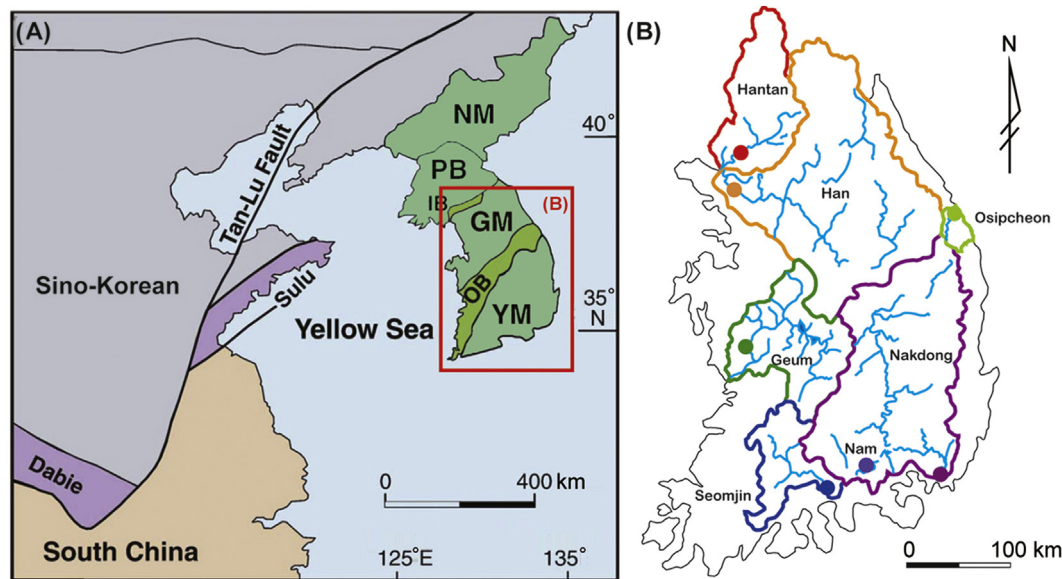 (A)
NM
40°
PB
IB
(B)
GM
Tan-Lu Fault
Sino-Korean
Sulu
OB
35°
N
YM
Yellow Sea
Dabie
0 400 km
South China
125°E
135°
(B)
N
Hantan
Han
Osipcheon
Geum
Nakdong
Nam
Seomjin
0 100 km